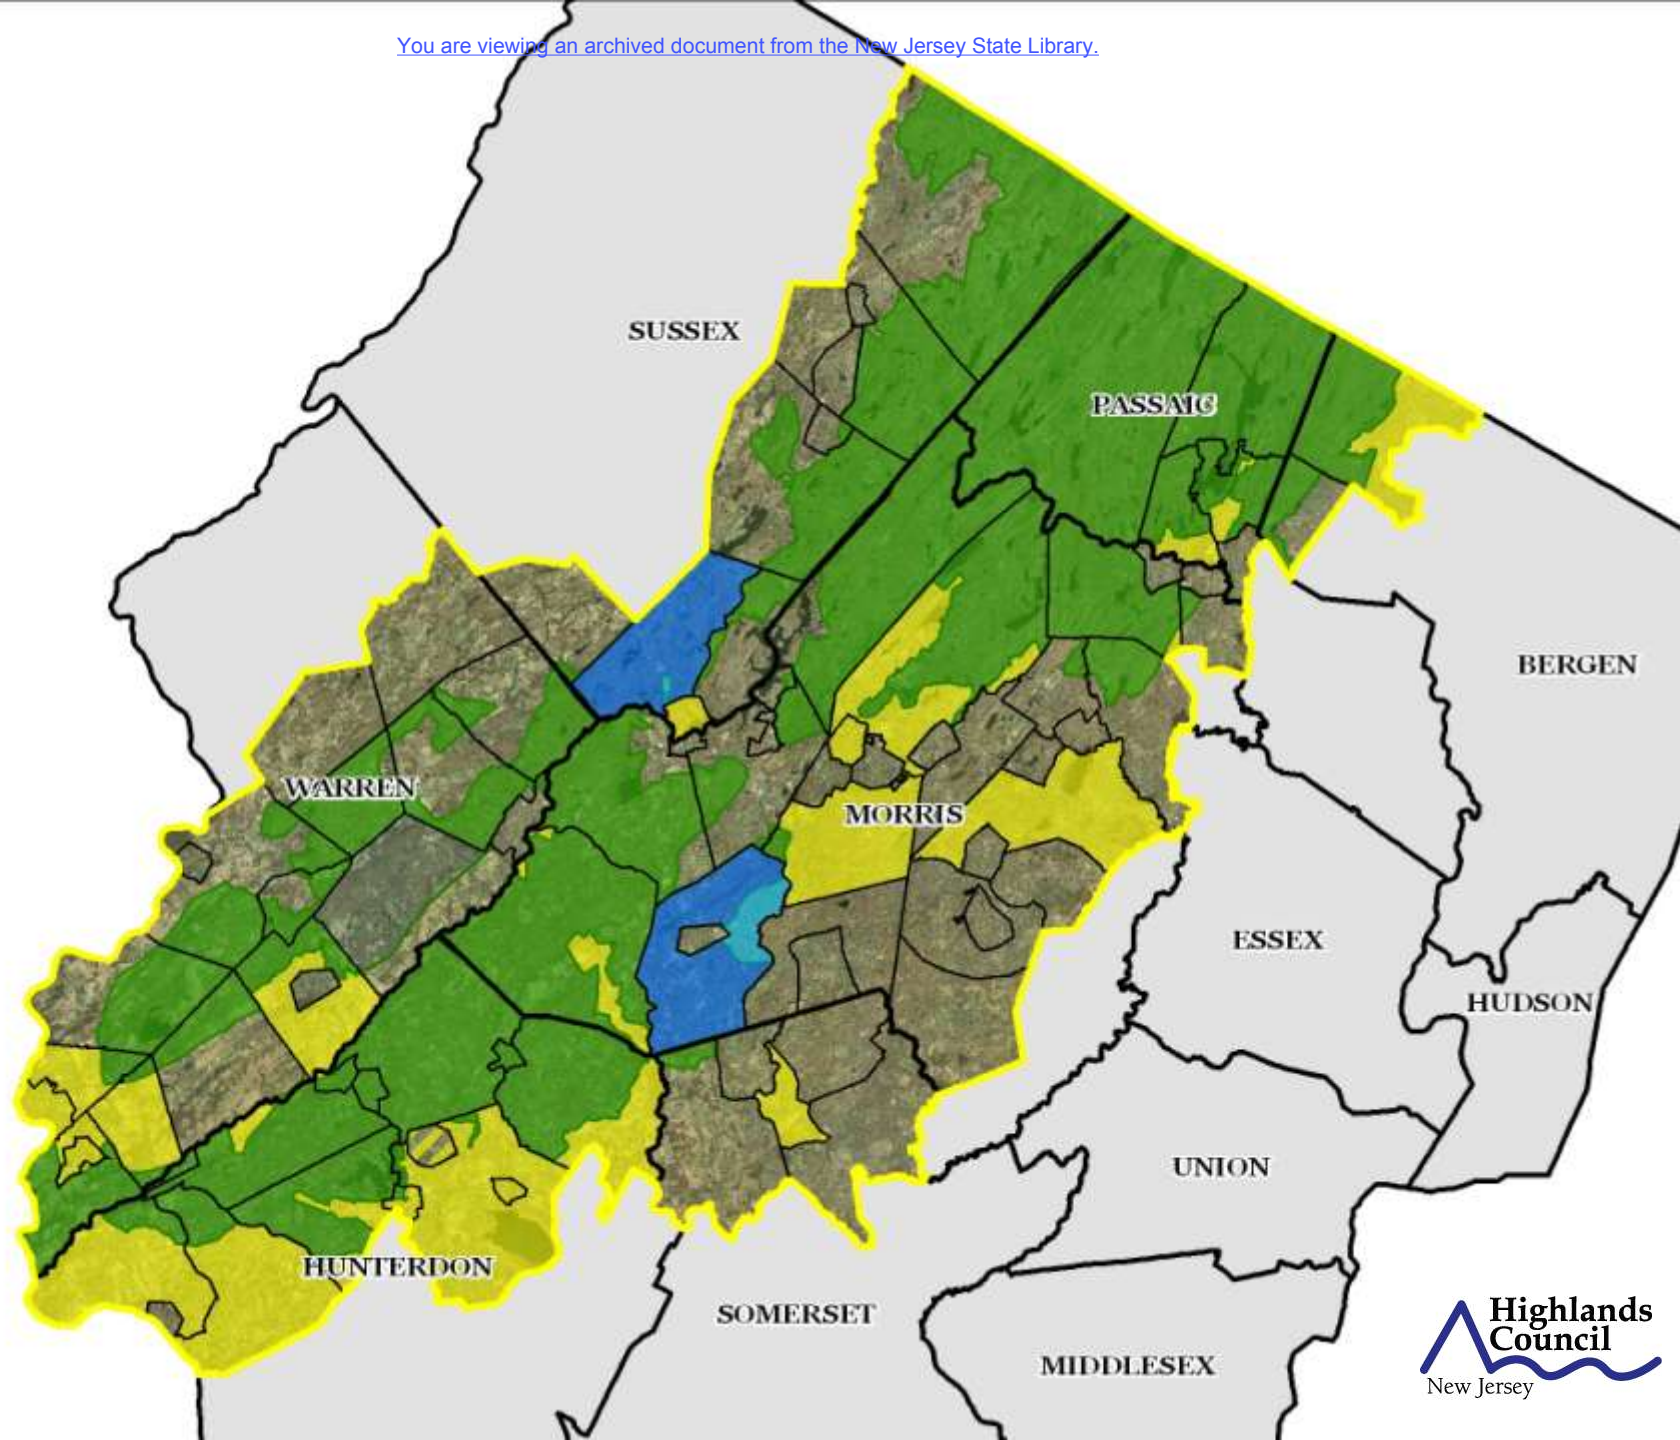 You are viewing an archived document from the New Jersey State Library.
SUSSEX
PASSAIC
BERGEN
WARREN
MORRIS
ESSEX
HUDSON
UNION
HUNTERDON
SOMERSET
MIDDLESEX
Highlands
Council
New Jersey